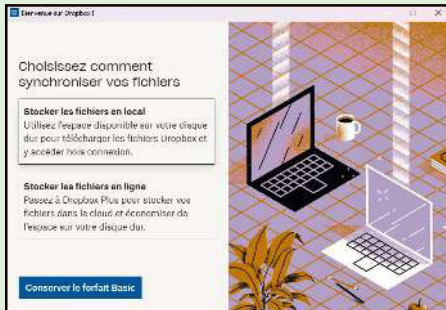 Bienvenue sur Dropbox !
Choisissez comment
synchroniser vos fichiers
Stocker les fichiers en local
Utilisez l'espace disponible sur votre disque
dur pour télécharger les fichiers Dropbox et
y accéder hors connexion.
Stocker les fichiers en ligne
Passez à Dropbox Plus pour stocker vos
fichiers dans le cloud et économiser de
l'espace sur votre disque dur.
Conserver le forfait Basic